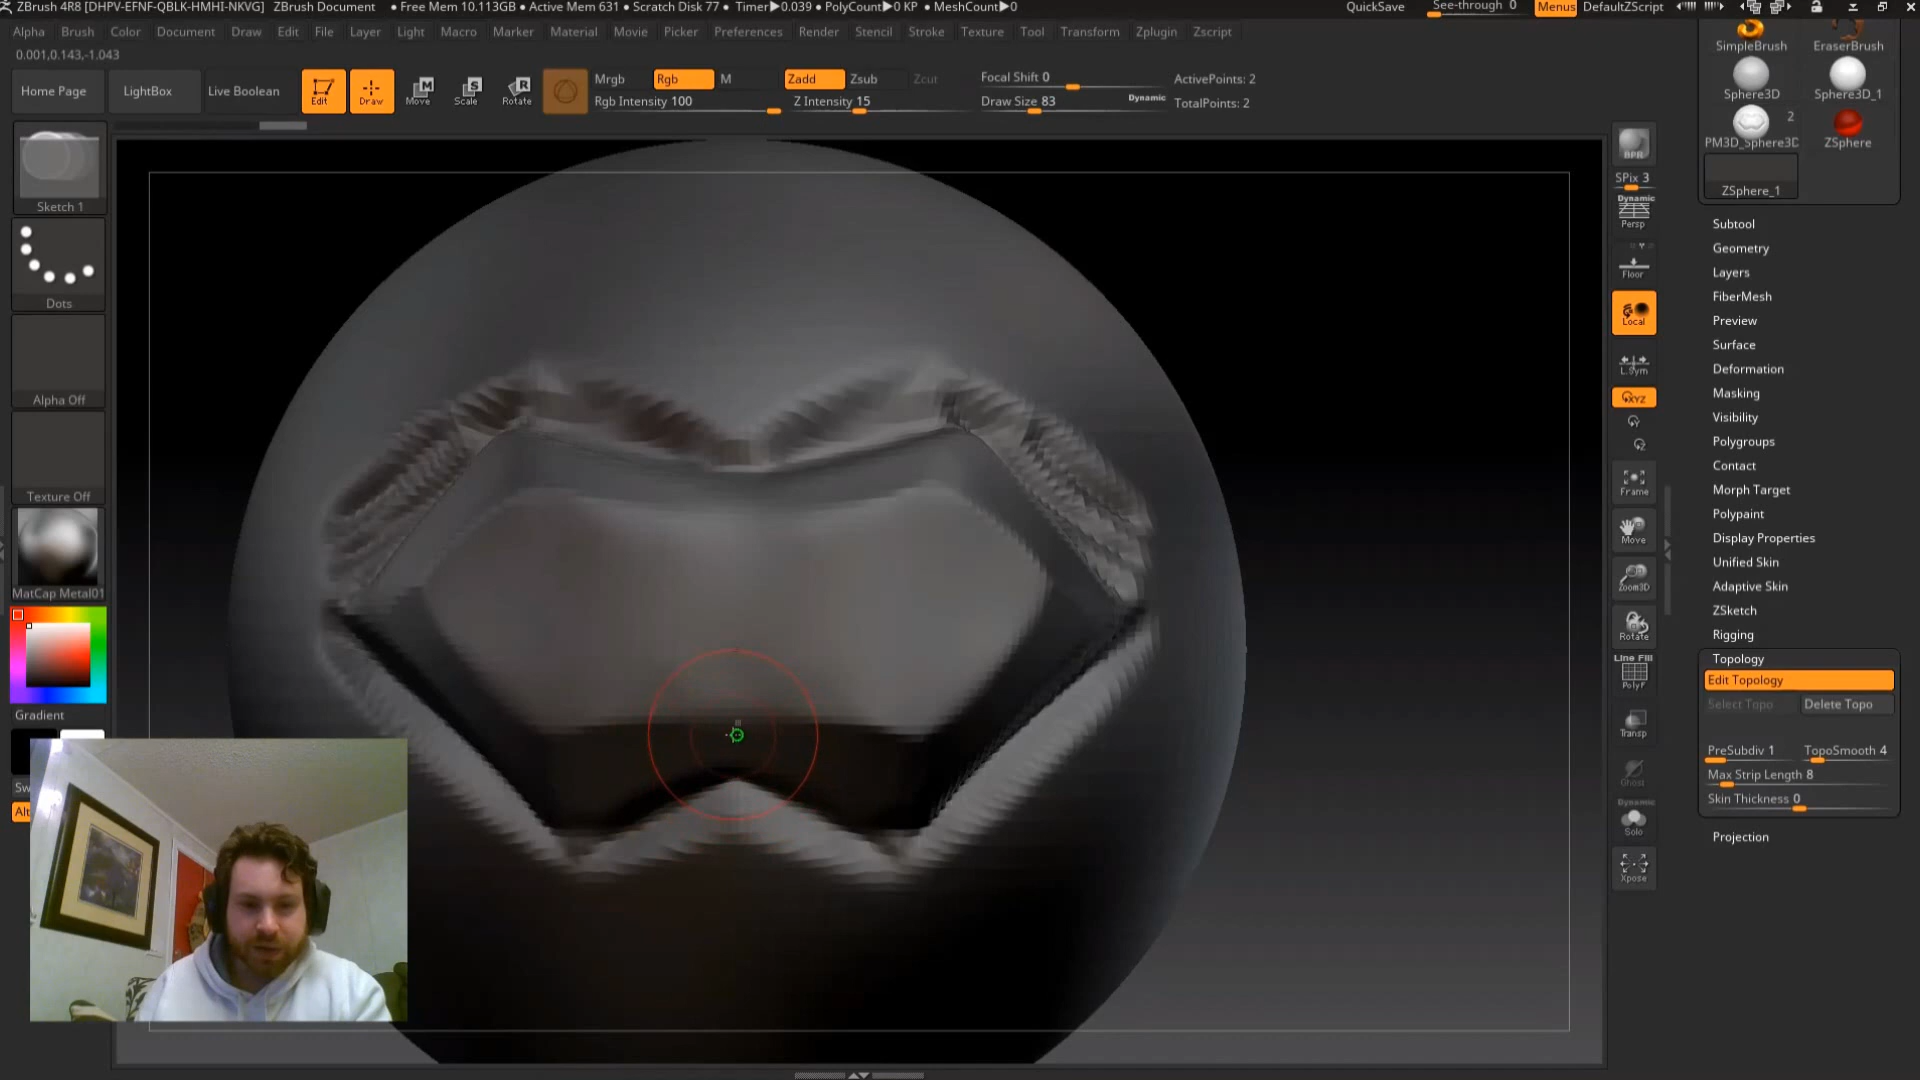 ZBrush 4R8 [DHPV-EFNF-QBLK-HMHI-NKVG] ZBrush Document • Free Mem 10.113GB • Active Mem 631 • Scratch Disk 77 • Timer▶0.039 • PolyCount▶0 KP • MeshCount▶0 QuickSave See-through 0 Menus DefaultZScript
Alpha Brush Color Document Draw Edit File Layer Light Macro Marker Material Movie Picker Preferences Render Stencil Stroke Texture Tool Transform Zplugin Zscript
0.001,0.143,-1.043
Home Page
LightBox
Live Boolean
Edit
Draw
Move
Scale
Rotate
Mrgb Rgb M
Rgb Intensity 100
Zadd Zsub Zcut
Z Intensity 15
Focal Shift 0
Draw Size 83
Dynamic
ActivePoints: 2
TotalPoints: 2
Sketch 1
Dots
Alpha Off
Texture Off
MatCap Metal01
Gradient
Sw
Alt
BPR
SPix 3
Dynamic
Persp
Floor
Local
L.Sym
XYZ
Frame
Move
Zoom3D
Rotate
Line Fill
PolyF
Transp
Ghost
Dynamic
Solo
Xpose
SimpleBrush EraserBrush
Sphere3D Sphere3D_1
2
PM3D_Sphere3D ZSphere
ZSphere_1
Subtool
Geometry
Layers
FiberMesh
Preview
Surface
Deformation
Masking
Visibility
Polygroups
Contact
Morph Target
Polypaint
Display Properties
Unified Skin
Adaptive Skin
ZSketch
Rigging
Topology
Edit Topology
Select Topo Delete Topo
PreSubdiv 1 TopoSmooth 4
Max Strip Length 8
Skin Thickness 0
Projection